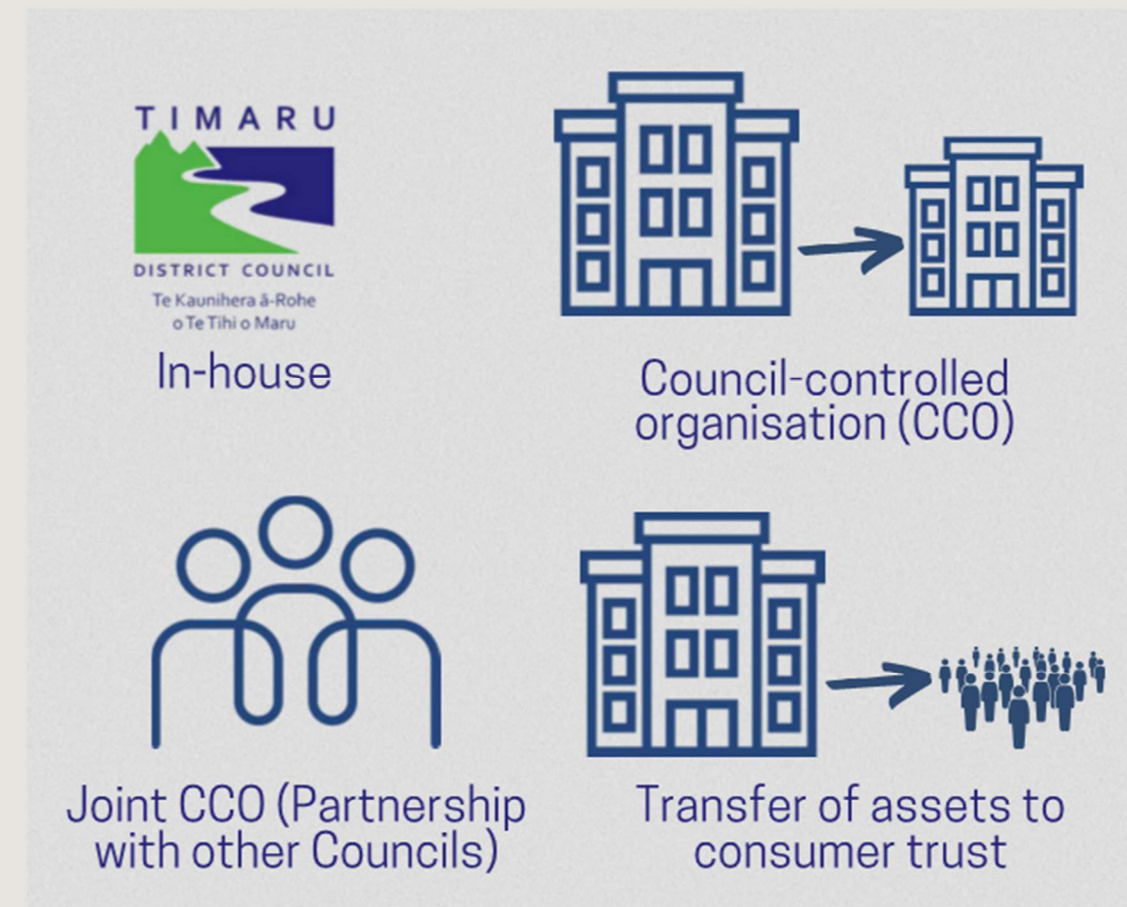 TIMARU
DISTRICT COUNCIL
Te Kaunihera ā-Rohe
o Te Tihi o Maru
In-house
Council-controlled
organisation (CCO)
Joint CCO (Partnership
with other Councils)
Transfer of assets to
consumer trust